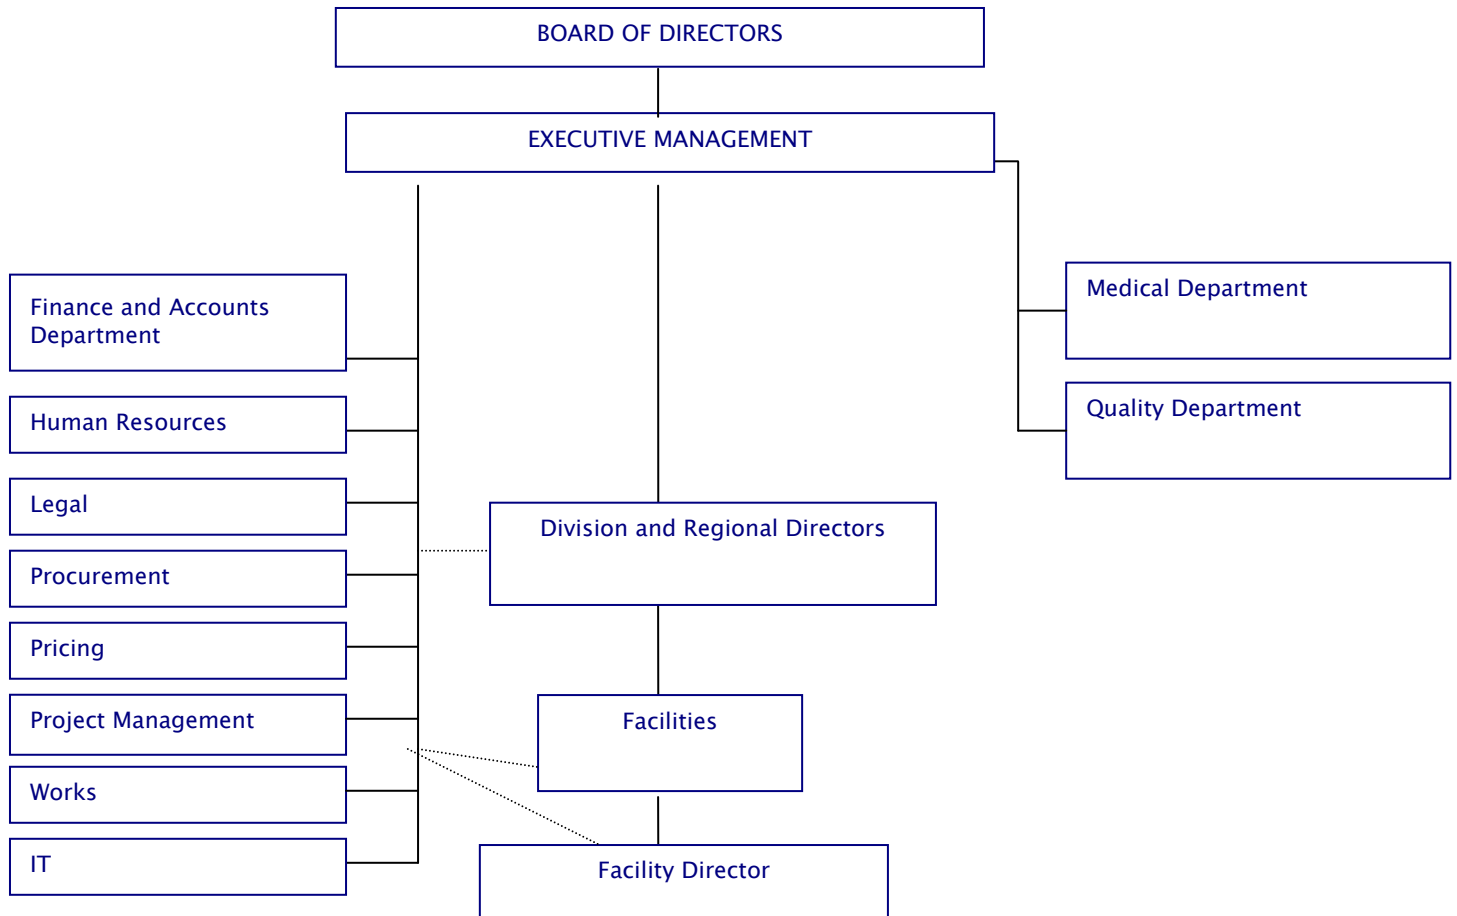 BOARD OF DIRECTORS
EXECUTIVE MANAGEMENT
Finance and Accounts
Department
Human Resources
Legal
Procurement
Pricing
Project Management
Works
IT
Medical Department
Quality Department
Division and Regional Directors
Facilities
Facility Director